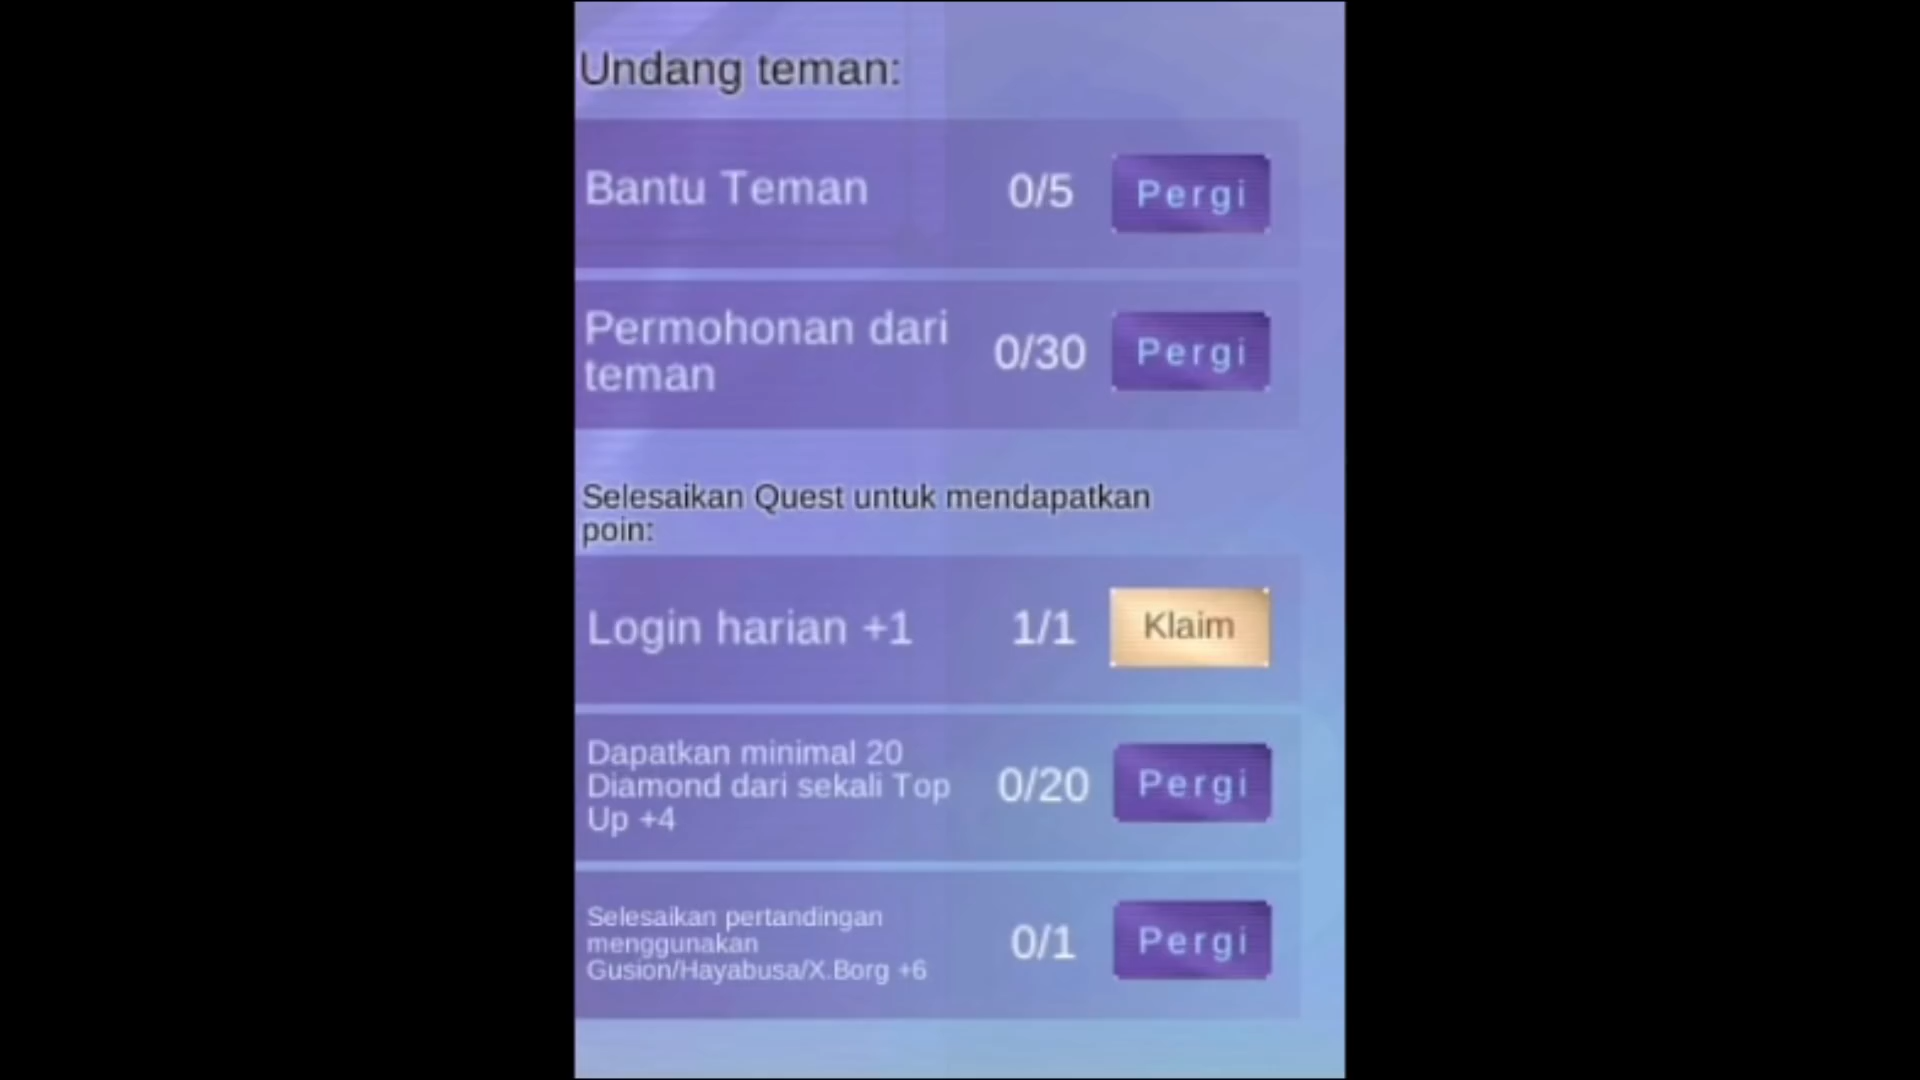 Undang teman:
Bantu Teman 0/5 Pergi
Permohonan dari
teman 0/30 Pergi
Selesaikan Quest untuk mendapatkan
poin:
Login harian +1 1/1 Klaim
Dapatkan minimal 20
Diamond dari sekali Top
Up +4 0/20 Pergi
Selesaikan pertandingan
menggunakan
Gusion/Hayabusa/X.Borg +6 0/1 Pergi